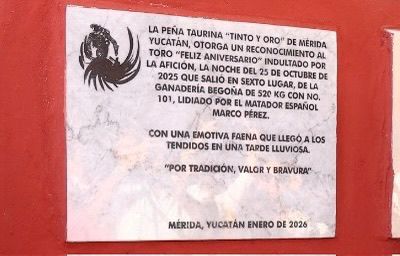 LA PEÑA TAURINA "TINTO Y ORO" DE MÉRIDA
YUCATÁN, OTORGA UN RECONOCIMIENTO AL
TORO "FELIZ ANIVERSARIO" INDULTADO POR
LA AFICIÓN, LA NOCHE DEL 25 DE OCTUBRE DE
2025 QUE SALIÓ EN SEXTO LUGAR, DE LA
GANADERÍA BEGOÑA DE 520 KG CON NO.
101, LIDIADO POR EL MATADOR ESPAÑOL
MARCO PÉREZ.
CON UNA EMOTIVA FAENA QUE LLEGÓ A LOS
TENDIDOS EN UNA TARDE LLUVIOSA.
"POR TRADICIÓN, VALOR Y BRAVURA"
MÉRIDA, YUCATÁN ENERO DE 2026